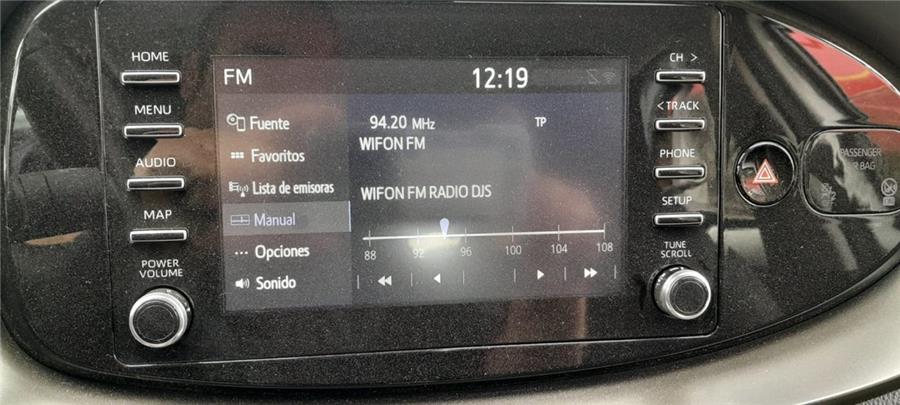 HOME
MENU
AUDIO
MAP
POWER
VOLUME
FM
12:19
Fuente
Favoritos
Lista de emisoras
Manual
Opciones
Sonido
94.20 MHz
TP
WIFON FM
WIFON FM RADIO DJS
88 92 96 100 104 108
CH >
< TRACK
PHONE
SETUP
TUNE
SCROLL
PASSENGER
AIR BAG